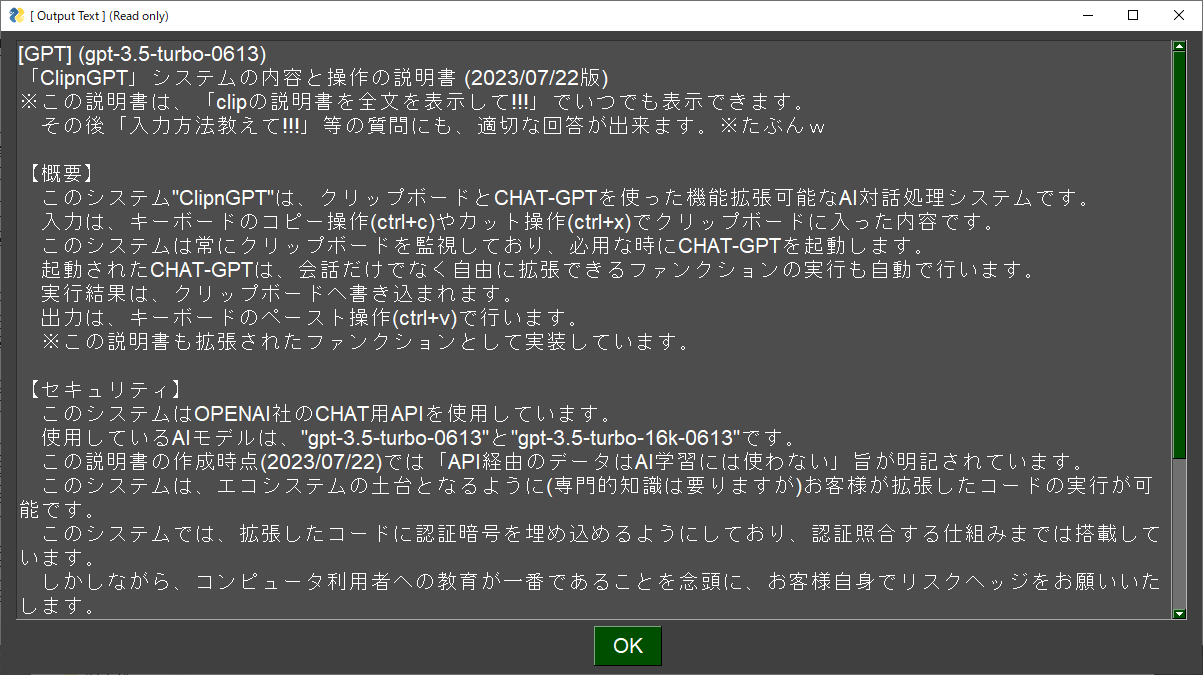 [ Output Text ] (Read only)
[GPT] (gpt-3.5-turbo-0613)
「ClipnGPT」システムの内容と操作の説明書 (2023/07/22版)
※この説明書は、「clipの説明書を全文を表示して!!!」でいつでも表示できます。
その後「入力方法教えて!!!」等の質問にも、適切な回答が出来ます。※たぶんｗ
【概要】
このシステム"ClipnGPT"は、クリップボードとCHAT-GPTを使った機能拡張可能なAI対話処理システムです。
入力は、キーボードのコピー操作(ctrl+c)やカット操作(ctrl+x)でクリップボードに入った内容です。
このシステムは常にクリップボードを監視しており、必用な時にCHAT-GPTを起動します。
起動されたCHAT-GPTは、会話だけでなく自由に拡張できるファンクションの実行も自動で行います。
実行結果は、クリップボードへ書き込まれます。
出力は、キーボードのペースト操作(ctrl+v)で行います。
※この説明書も拡張されたファンクションとして実装しています。
【セキュリティ】
このシステムはOPENAI社のCHAT用APIを使用しています。
使用しているAIモデルは、"gpt-3.5-turbo-0613"と"gpt-3.5-turbo-16k-0613"です。
この説明書の作成時点(2023/07/22)では「API経由のデータはAI学習には使わない」旨が明記されています。
このシステムは、エコシステムの土台となるように(専門的知識は要りますが)お客様が拡張したコードの実行が可
能です。
このシステムでは、拡張したコードに認証暗号を埋め込めるようにしており、認証照合する仕組みまでは搭載して
います。
しかしながら、コンピュータ利用者への教育が一番であることを念頭に、お客様自身でリスクヘッジをお願いいた
します。
OK